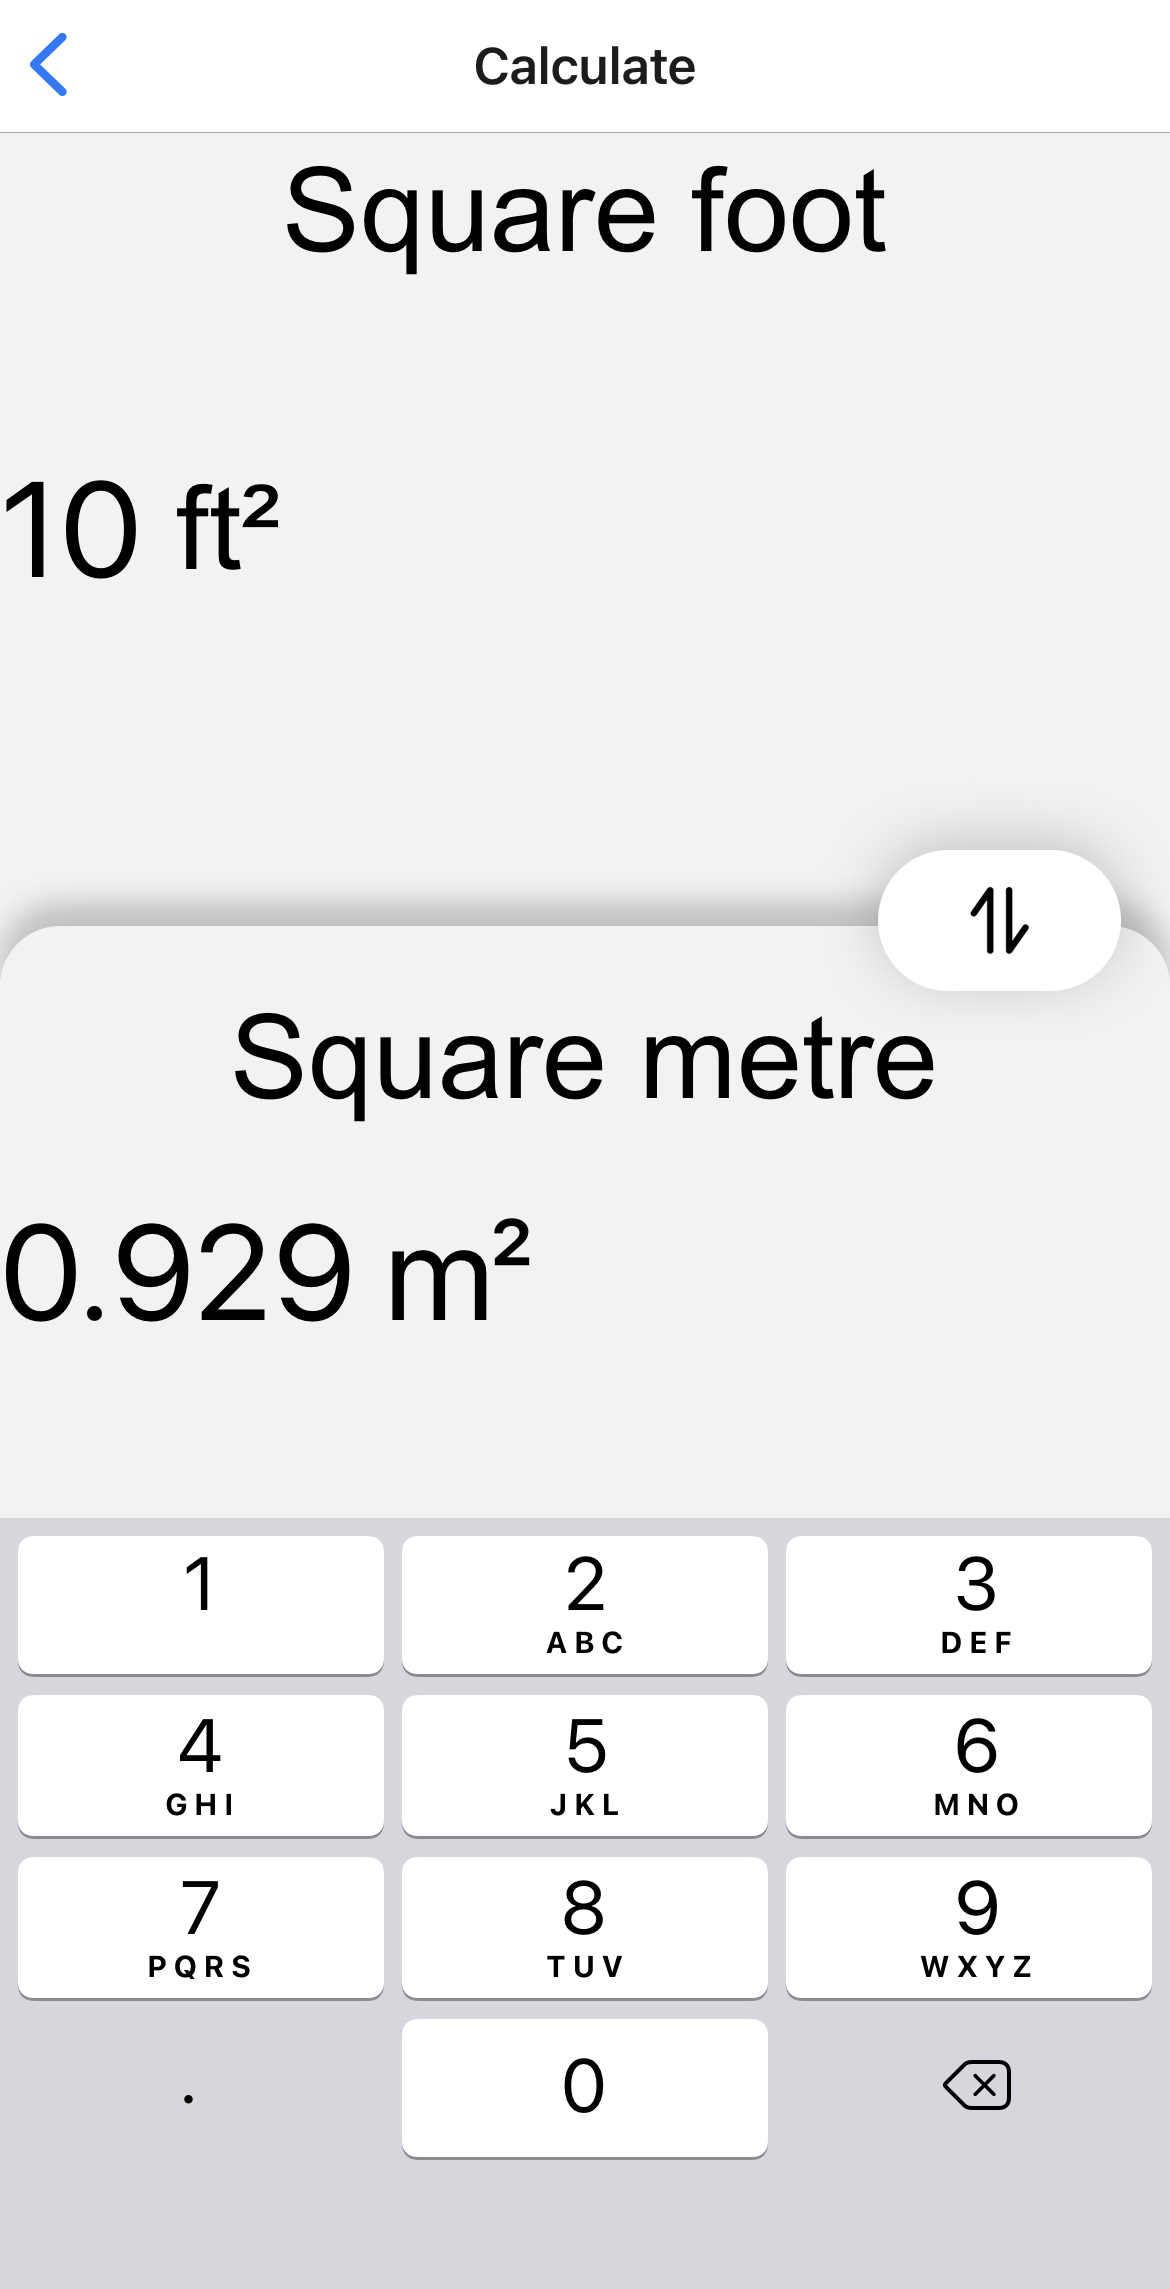 Calculate
Square foot
10 ft²
Square metre
0.929 m²
1
2
ABC
3
DEF
4
GHI
5
JKL
6
MNO
7
PQRS
8
TUV
9
WXYZ
.
0